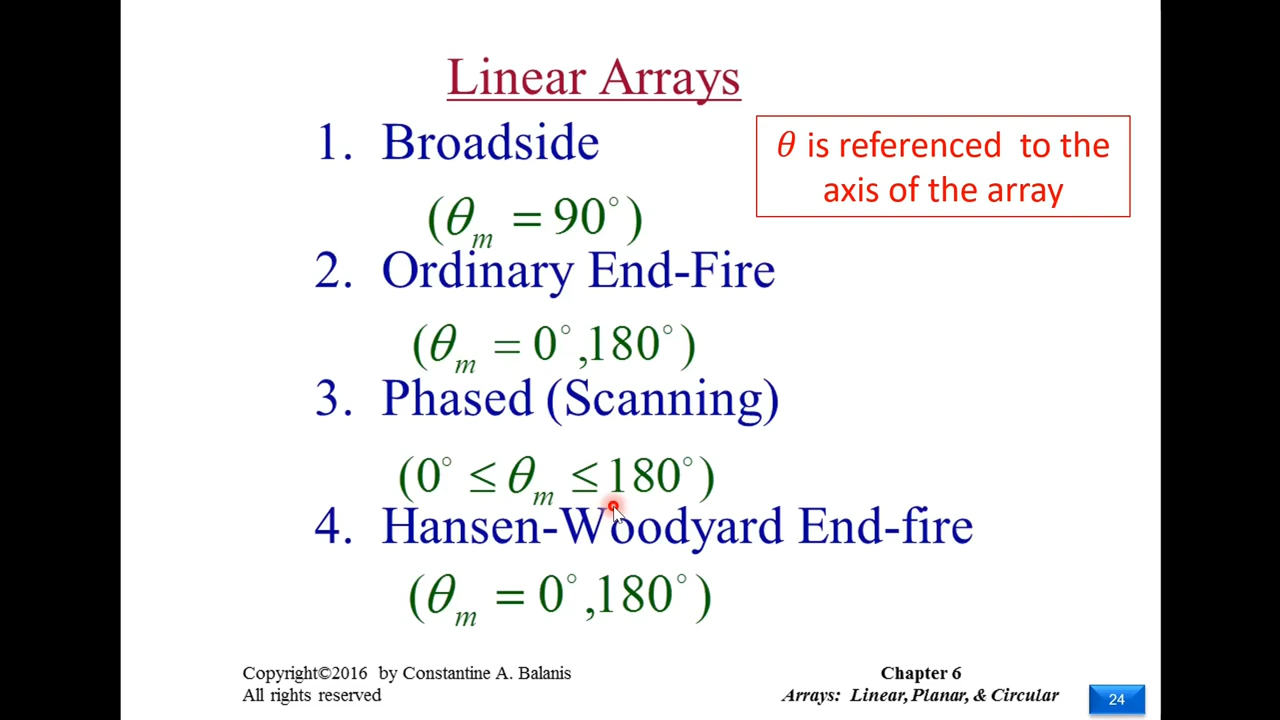 Linear Arrays
1. Broadside
θ is referenced to the
axis of the array
(θm = 90°)
2. Ordinary End-Fire
(θm = 0°,180°)
3. Phased (Scanning)
(0° ≤ θm ≤ 180°)
4. Hansen-Woodyard End-fire
(θm = 0°,180°)
Copyright©2016 by Constantine A. Balanis
All rights reserved
Chapter 6
Arrays: Linear, Planar, & Circular
24